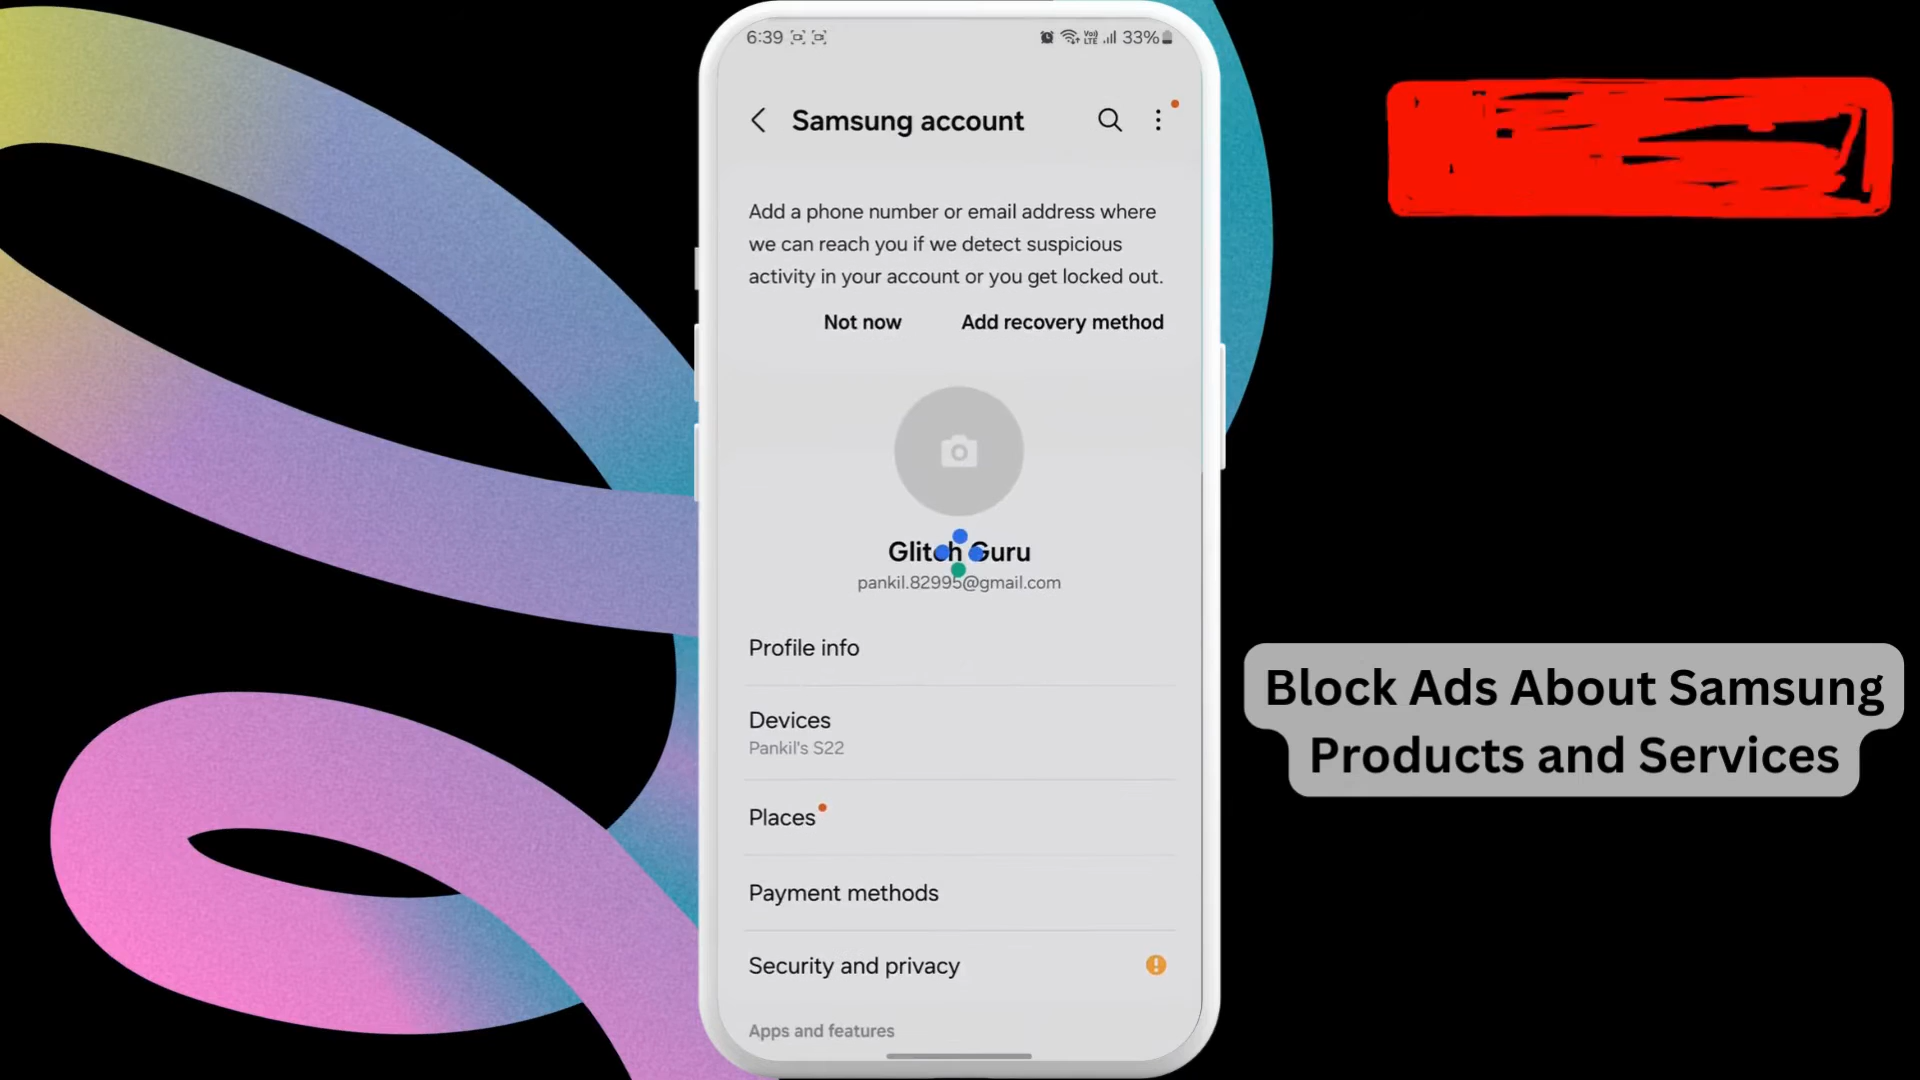 6:39
Vo)
LTE
33%
Samsung account
Add a phone number or email address where
we can reach you if we detect suspicious
activity in your account or you get locked out.
Not now
Add recovery method
Glitch Guru
pankil.82995@gmail.com
Profile info
Devices
Pankil's S22
Places
Payment methods
Security and privacy
Apps and features
Block Ads About Samsung
Products and Services